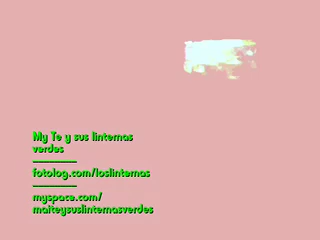 My Te y sus linternas
verdes
----------------
fotolog.com/loslinternas
----------------
myspace.com/
maiteysuslinternasverdes